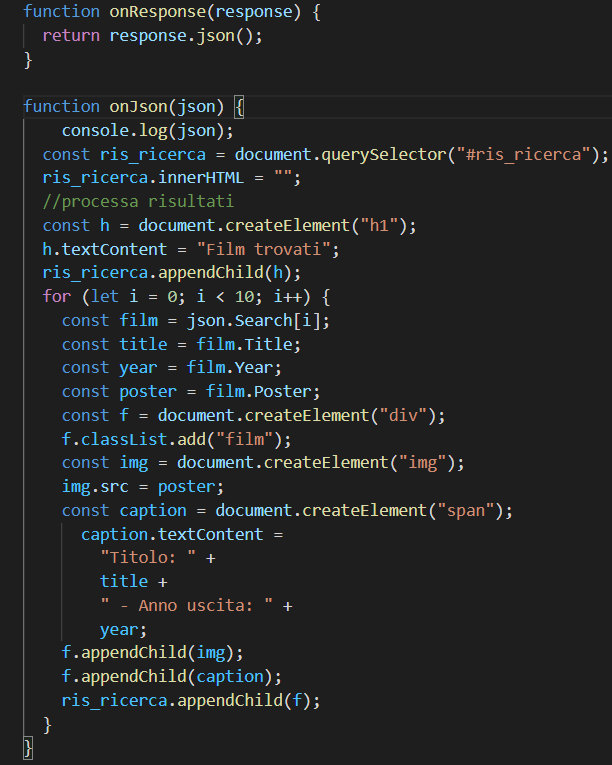 function onResponse(response) {
  return response.json();
}

function onJson(json) {
    console.log(json);
  const ris_ricerca = document.querySelector("#ris_ricerca");
  ris_ricerca.innerHTML = "";
  //processa risultati
  const h = document.createElement("h1");
  h.textContent = "Film trovati";
  ris_ricerca.appendChild(h);
  for (let i = 0; i < 10; i++) {
    const film = json.Search[i];
    const title = film.Title;
    const year = film.Year;
    const poster = film.Poster;
    const f = document.createElement("div");
    f.classList.add("film");
    const img = document.createElement("img");
    img.src = poster;
    const caption = document.createElement("span");
      caption.textContent =
        "Titolo: " +
        title +
        " - Anno uscita: " +
        year;
    f.appendChild(img);
    f.appendChild(caption);
    ris_ricerca.appendChild(f);
  }
}